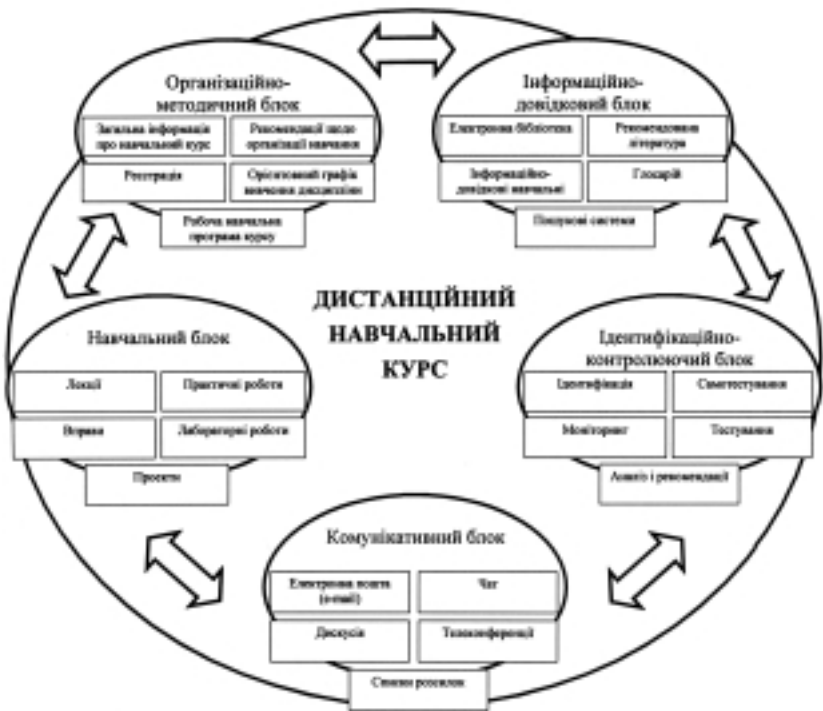 Організаційно-
методичний блок
Загальна інформація
про навчальний курс
Рекомендації щодо
організації навчання
Реєстрація
Орієнтовний графік
вивчення дисципліни
Робоча навчальна
програма курсу
Інформаційно-
довідковий блок
Електронна бібліотека
Рекомендована
література
Інформаційно-
довідкові навчальні
Глосарій
Пошукові системи
ДИСТАНЦІЙНИЙ
НАВЧАЛЬНИЙ
КУРС
Навчальний блок
Лекції
Практичні роботи
Вправи
Лабораторні роботи
Проекти
Ідентифікаційно-
контролюючий блок
Ідентифікація
Самотестування
Моніторинг
Тестування
Аналіз і рекомендації
Комунікативний блок
Електронна пошта
(e-mail)
Чат
Дискусія
Телеконференції
Списки розсилок